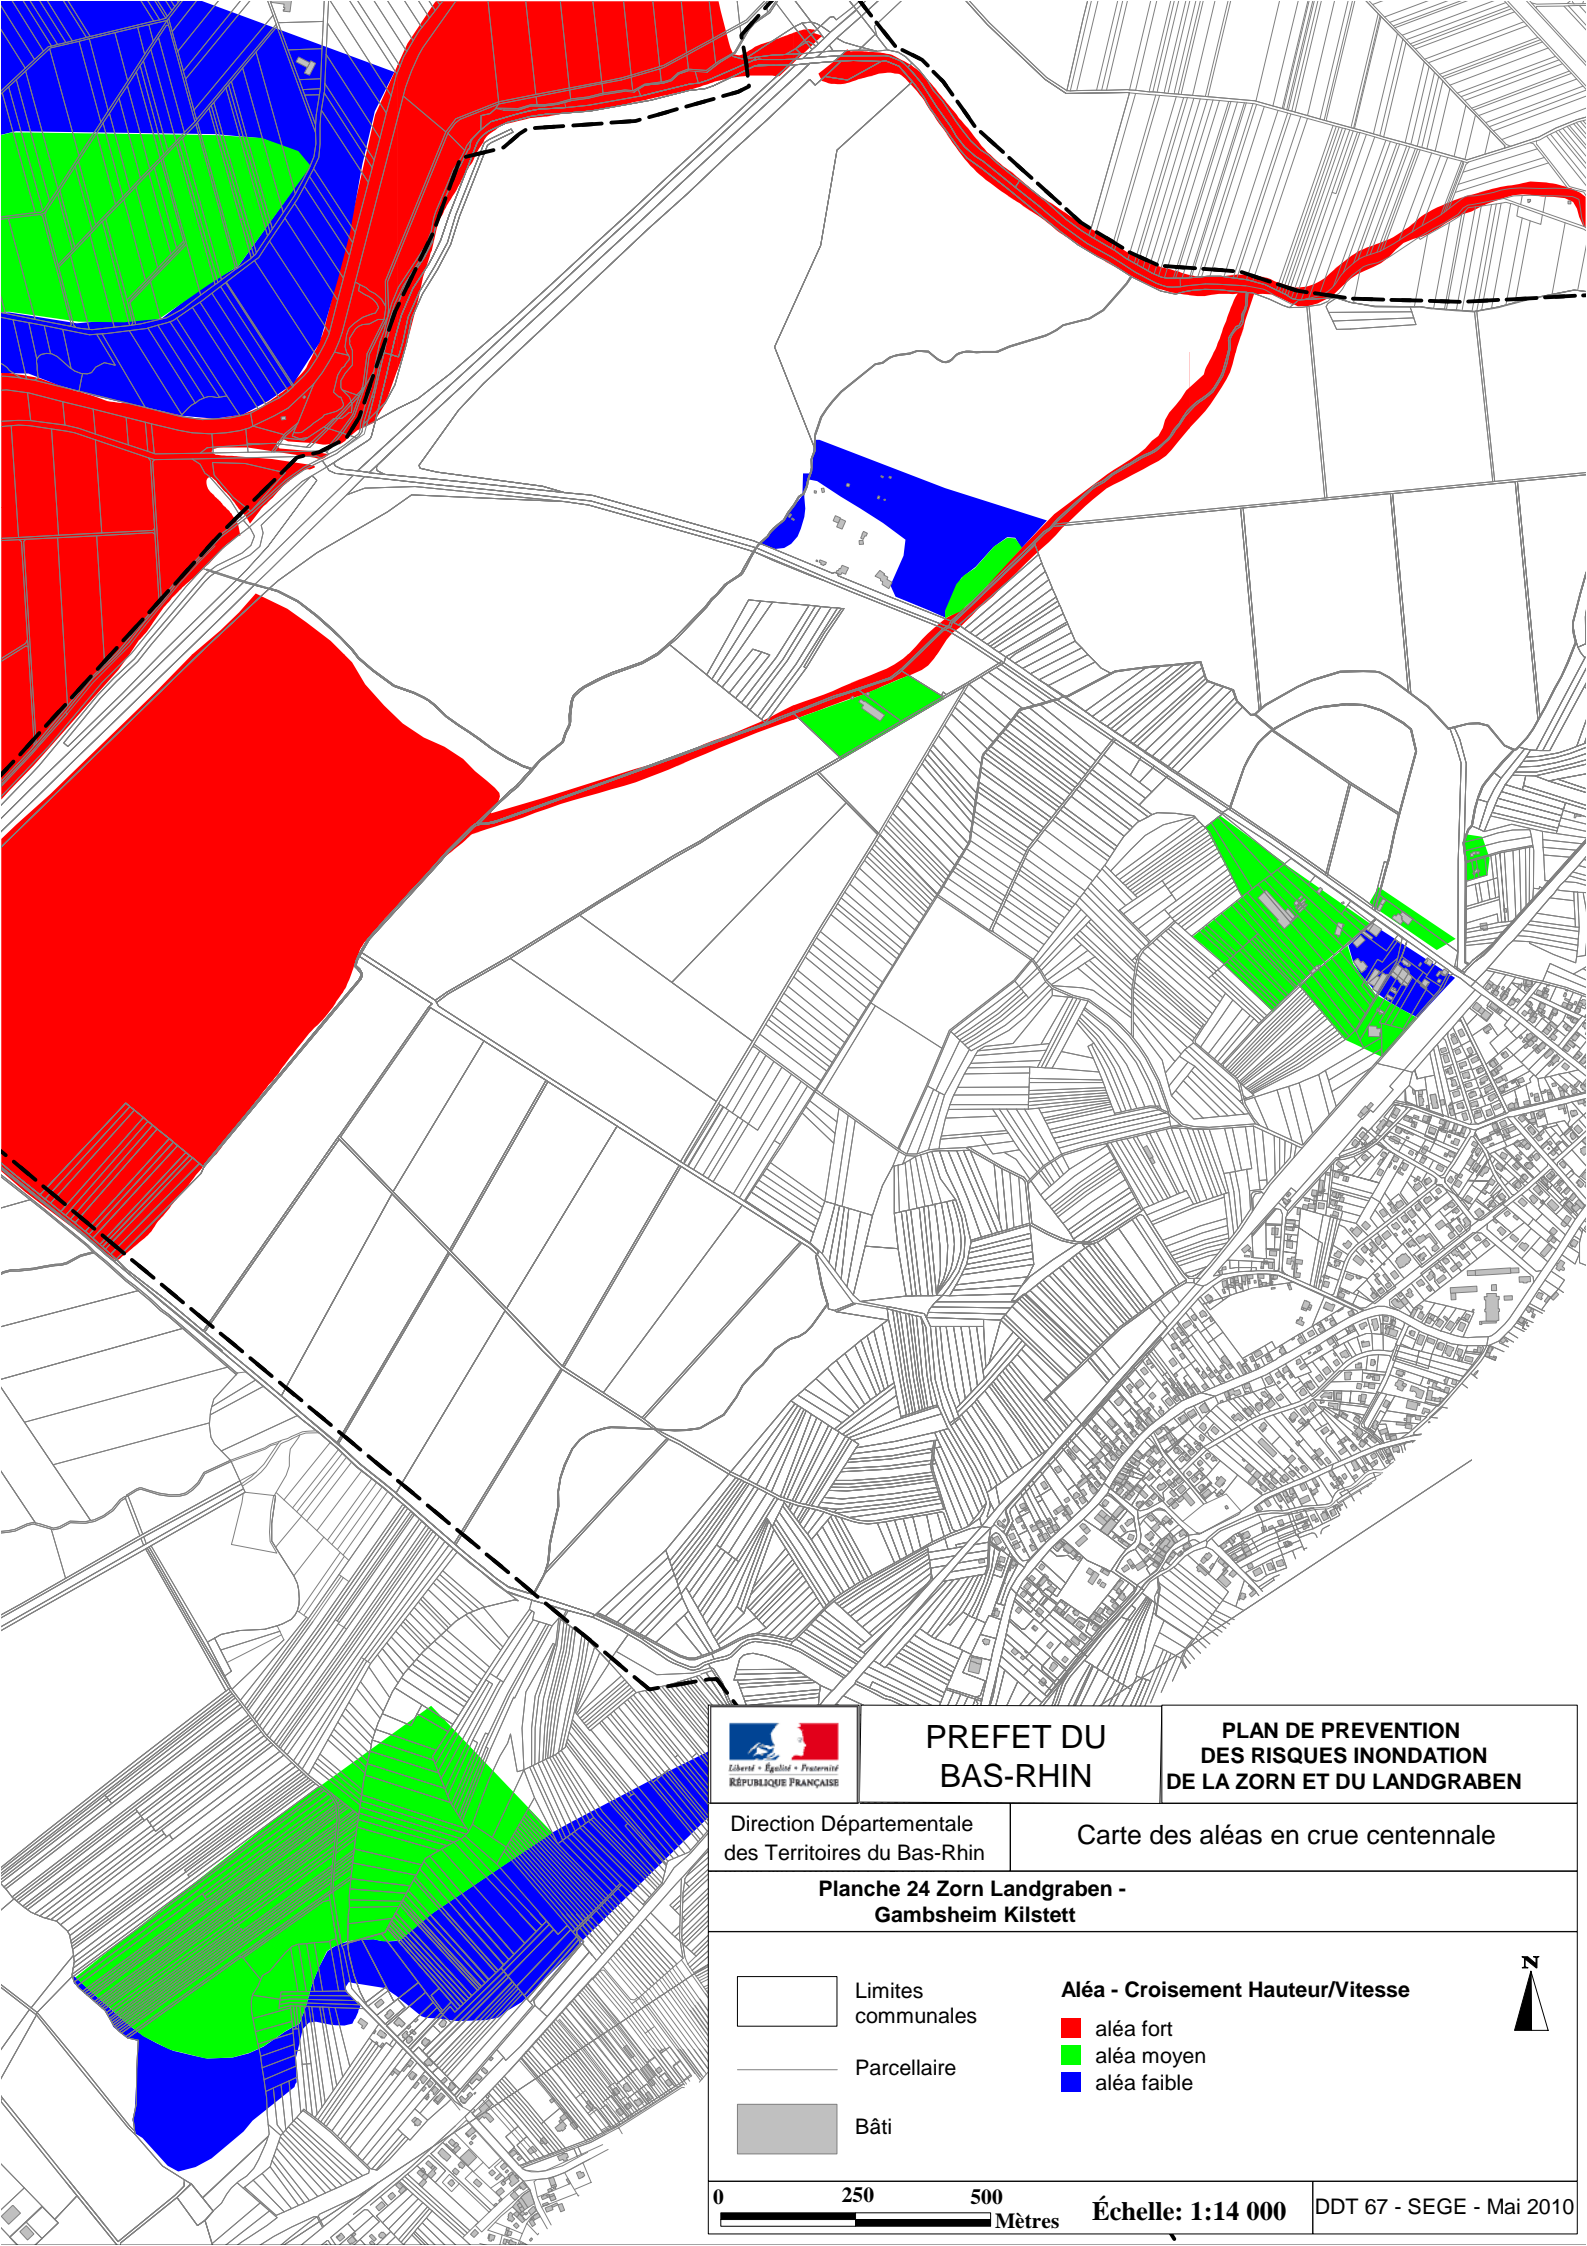 Liberté • Égalité • Fraternité
RÉPUBLIQUE FRANÇAISE
PREFET DU
BAS-RHIN
PLAN DE PREVENTION
DES RISQUES INONDATION
DE LA ZORN ET DU LANDGRABEN
Direction Départementale
des Territoires du Bas-Rhin
Carte des aléas en crue centennale
Planche 24 Zorn Landgraben -
Gambsheim Kilstett
Limites
communales
Parcellaire
Bâti
Aléa - Croisement Hauteur/Vitesse
aléa fort
aléa moyen
aléa faible
N
0 250 500
Mètres
Échelle: 1:14 000
DDT 67 - SEGE - Mai 2010